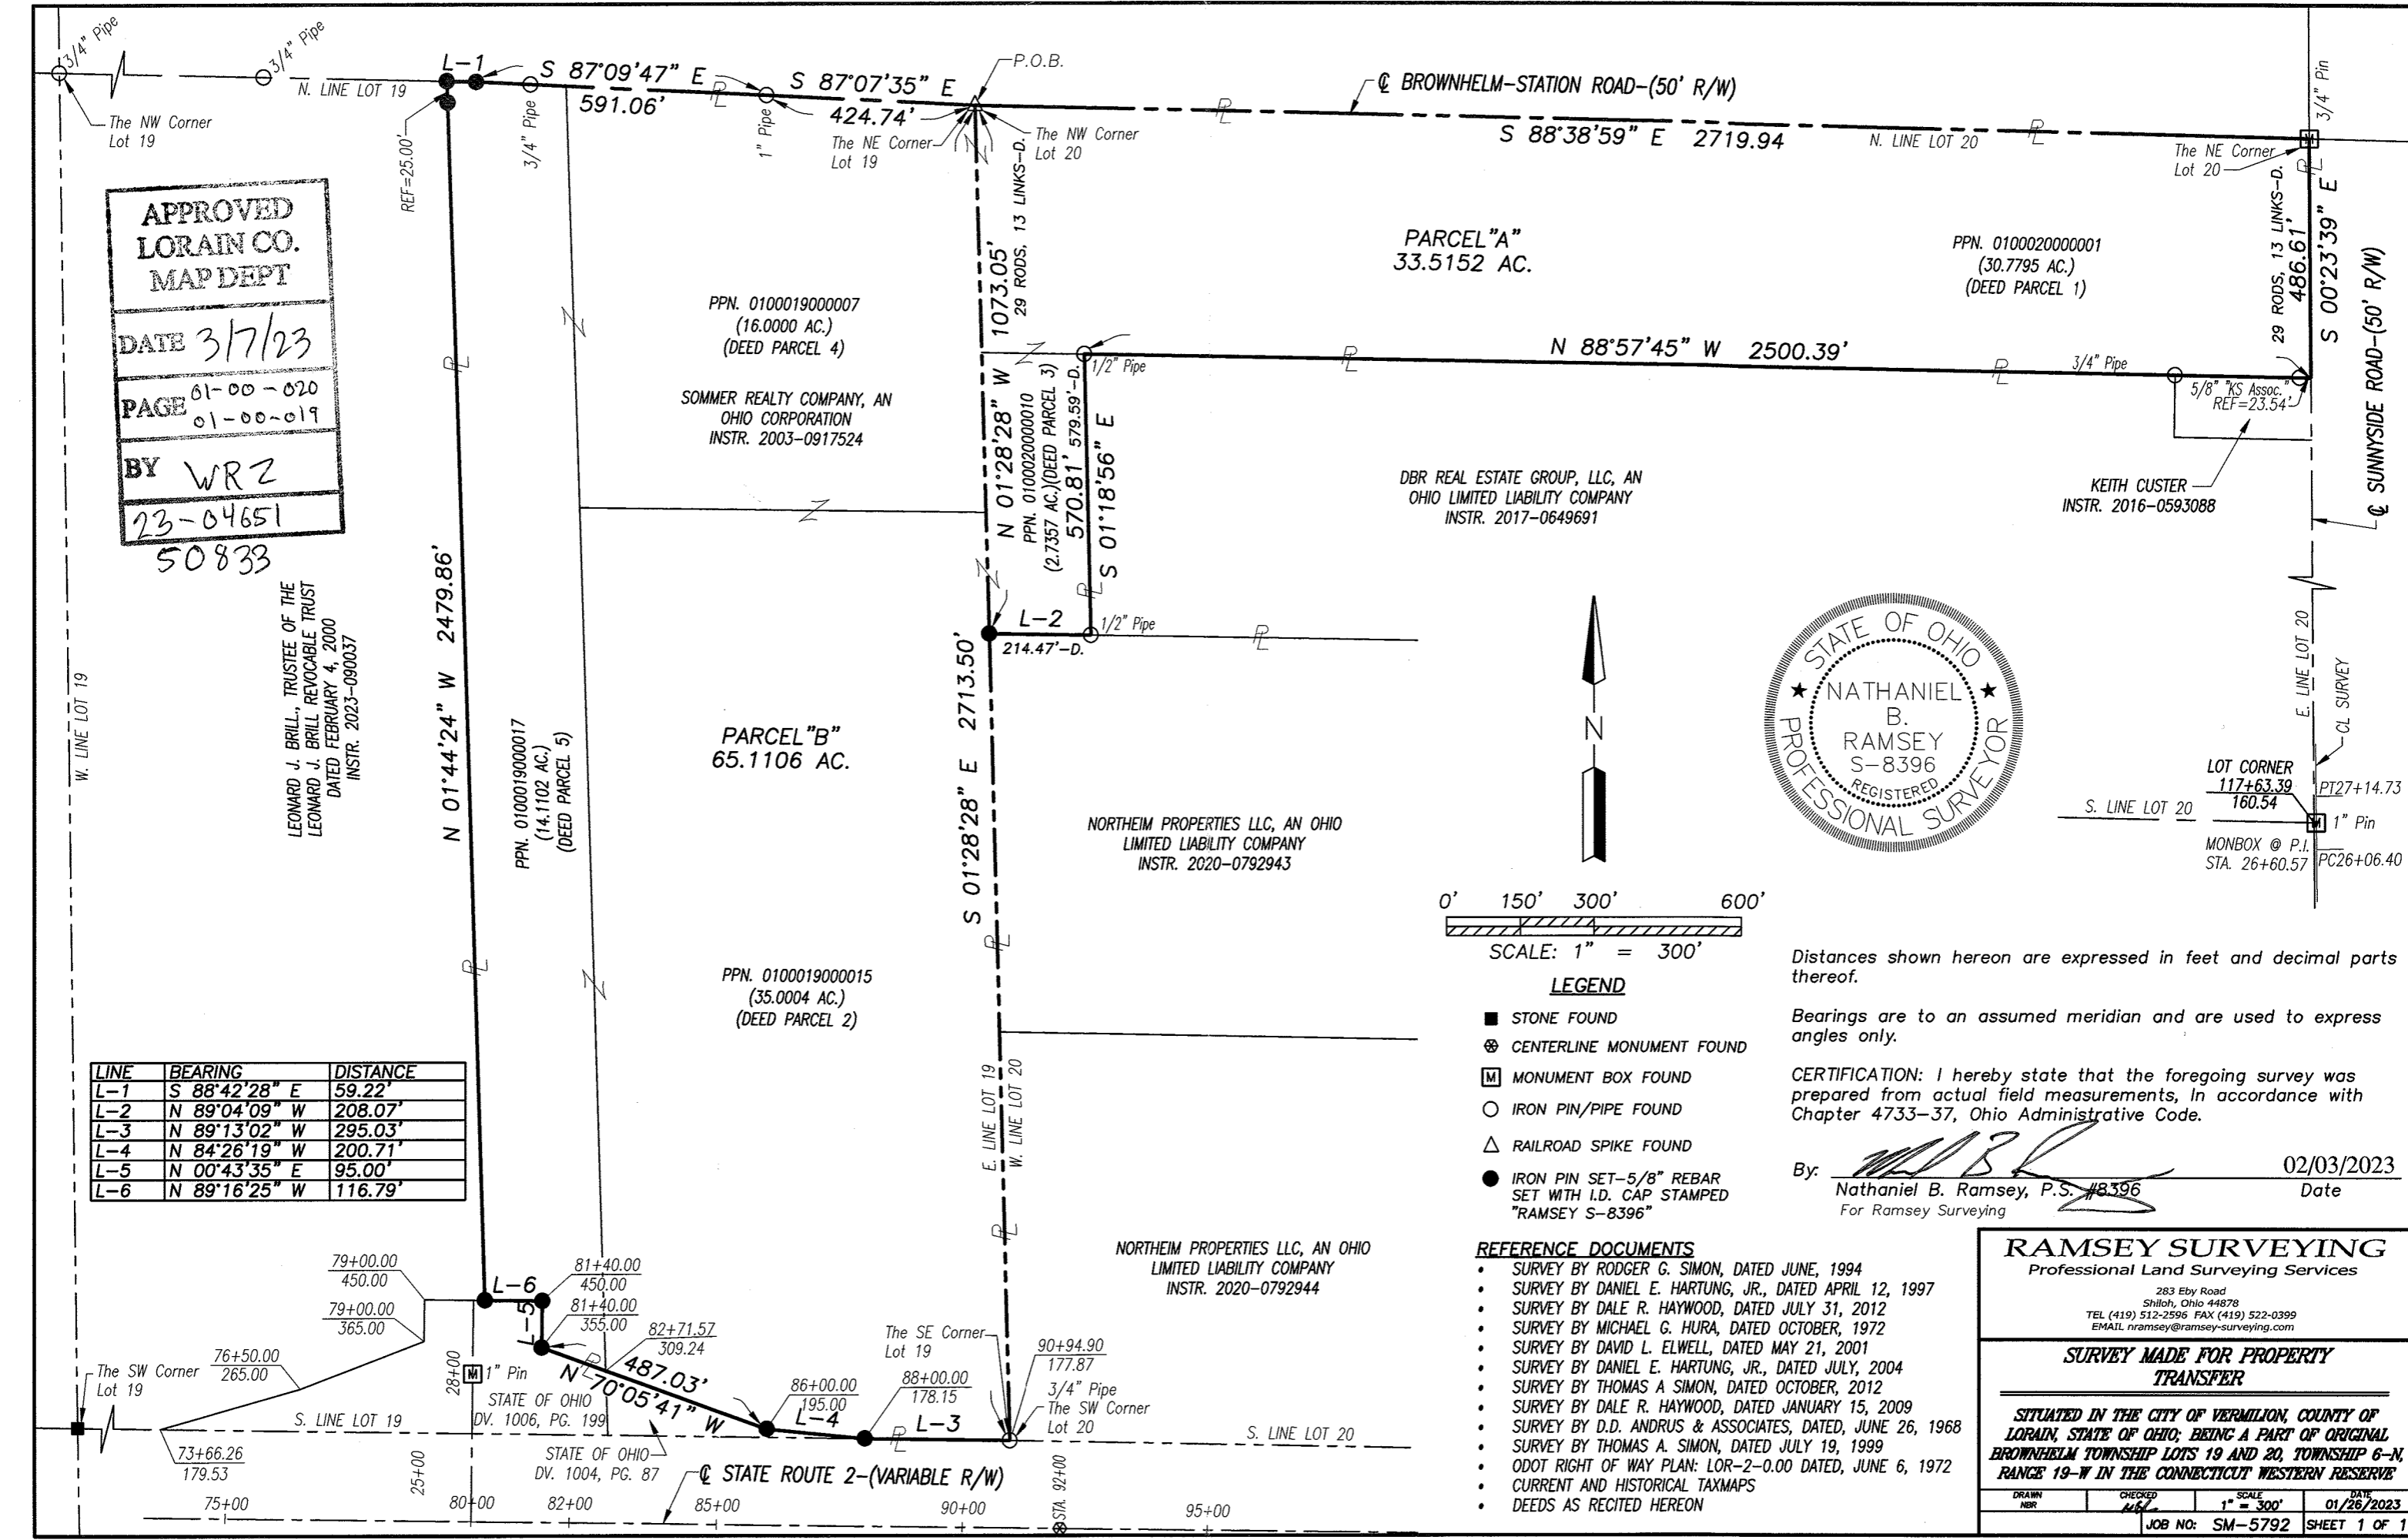 3/4" Pipe
3/4" Pipe
L-1
N. LINE LOT 19
The NW Corner
Lot 19
REF=25.00'
S 87°09'47" E
591.06'
3/4" Pipe
1" Pipe
S 87°07'35" E
424.74'
P.O.B.
The NE Corner
Lot 19
The NW Corner
Lot 20
℄ BROWNHELM-STATION ROAD-(50' R/W)
S 88°38'59" E 2719.94
N. LINE LOT 20
The NE Corner
Lot 20
3/4" Pin
29 RODS, 13 LINKS-D.
486.61'
S 00°23'39" E
℄ SUNNYSIDE ROAD-(50' R/W)
APPROVED
LORAIN CO.
MAP DEPT
DATE 3/7/23
PAGE 01-00-020
01-00-019
BY WRZ
23-04651
50833
PARCEL"A"
33.5152 AC.
PPN. 0100020000001
(30.7795 AC.)
(DEED PARCEL 1)
PPN. 0100019000007
(16.0000 AC.)
(DEED PARCEL 4)
SOMMER REALTY COMPANY, AN
OHIO CORPORATION
INSTR. 2003-0917524
N 01°28'28" W 1073.05'
29 RODS, 13 LINKS-D.
PPN. 0100020000010
(2.7357 AC.)(DEED PARCEL 3)
570.81' 579.59'-D.
S 01°18'56" E
1/2" Pipe
N 88°57'45" W 2500.39'
3/4" Pipe
5/8" "KS Assoc."
REF=23.54'
KEITH CUSTER
INSTR. 2016-0593088
DBR REAL ESTATE GROUP, LLC, AN
OHIO LIMITED LIABILITY COMPANY
INSTR. 2017-0649691
L-2
214.47'-D.
1/2" Pipe
LEONARD J. BRILL., TRUSTEE OF THE
LEONARD J. BRILL REVOCABLE TRUST
DATED FEBRUARY 4, 2000
INSTR. 2023-090037
W. LINE LOT 19
N 01°44'24" W 2479.86'
PPN. 0100019000017
(14.1102 AC.)
(DEED PARCEL 5)
PARCEL"B"
65.1106 AC.
S 01°28'28" E 2713.50'
NORTHEIM PROPERTIES LLC, AN OHIO
LIMITED LIABILITY COMPANY
INSTR. 2020-0792943
N
STATE OF OHIO
NATHANIEL
B.
RAMSEY
S-8396
REGISTERED
PROFESSIONAL SURVEYOR
E. LINE LOT 20
CL SURVEY
LOT CORNER
117+63.39
160.54
PT27+14.73
S. LINE LOT 20
M
1" Pin
MONBOX @ P.I.
STA. 26+60.57
PC26+06.40
0' 150' 300' 600'
SCALE: 1" = 300'
PPN. 0100019000015
(35.0004 AC.)
(DEED PARCEL 2)
E. LINE LOT 19
W. LINE LOT 20
LEGEND
STONE FOUND
CENTERLINE MONUMENT FOUND
M MONUMENT BOX FOUND
IRON PIN/PIPE FOUND
RAILROAD SPIKE FOUND
IRON PIN SET-5/8" REBAR
SET WITH I.D. CAP STAMPED
"RAMSEY S-8396"
Distances shown hereon are expressed in feet and decimal parts
thereof.
Bearings are to an assumed meridian and are used to express
angles only.
CERTIFICATION: I hereby state that the foregoing survey was
prepared from actual field measurements, In accordance with
Chapter 4733-37, Ohio Administrative Code.
By: 02/03/2023
Nathaniel B. Ramsey, P.S. #8396 Date
For Ramsey Surveying
LINE BEARING DISTANCE
L-1 S 88°42'28" E 59.22'
L-2 N 89°04'09" W 208.07'
L-3 N 89°13'02" W 295.03'
L-4 N 84°26'19" W 200.71'
L-5 N 00°43'35" E 95.00'
L-6 N 89°16'25" W 116.79'
79+00.00
450.00
79+00.00
365.00
76+50.00
265.00
The SW Corner
Lot 19
73+66.26
179.53
L-6
L-5
81+40.00
450.00
81+40.00
355.00
82+71.57
309.24
28+00
M
1" Pin
STATE OF OHIO
DV. 1006, PG. 199
487.03'
N 70°05'41" W
86+00.00
195.00
L-4
88+00.00
178.15
L-3
The SE Corner
Lot 19
90+94.90
177.87
3/4" Pipe
The SW Corner
Lot 20
S. LINE LOT 19
S. LINE LOT 20
STATE OF OHIO
DV. 1004, PG. 87
℄ STATE ROUTE 2-(VARIABLE R/W)
25+00
STA. 92+00
75+00 80+00 82+00 85+00 90+00 95+00
NORTHEIM PROPERTIES LLC, AN OHIO
LIMITED LIABILITY COMPANY
INSTR. 2020-0792944
REFERENCE DOCUMENTS
• SURVEY BY RODGER G. SIMON, DATED JUNE, 1994
• SURVEY BY DANIEL E. HARTUNG, JR., DATED APRIL 12, 1997
• SURVEY BY DALE R. HAYWOOD, DATED JULY 31, 2012
• SURVEY BY MICHAEL G. HURA, DATED OCTOBER, 1972
• SURVEY BY DAVID L. ELWELL, DATED MAY 21, 2001
• SURVEY BY DANIEL E. HARTUNG, JR., DATED JULY, 2004
• SURVEY BY THOMAS A SIMON, DATED OCTOBER, 2012
• SURVEY BY DALE R. HAYWOOD, DATED JANUARY 15, 2009
• SURVEY BY D.D. ANDRUS & ASSOCIATES, DATED, JUNE 26, 1968
• SURVEY BY THOMAS A. SIMON, DATED JULY 19, 1999
• ODOT RIGHT OF WAY PLAN: LOR-2-0.00 DATED, JUNE 6, 1972
• CURRENT AND HISTORICAL TAXMAPS
• DEEDS AS RECITED HEREON
RAMSEY SURVEYING
Professional Land Surveying Services
283 Eby Road
Shiloh, Ohio 44878
TEL (419) 512-2596 FAX (419) 522-0399
EMAIL nramsey@ramsey-surveying.com
SURVEY MADE FOR PROPERTY
TRANSFER
SITUATED IN THE CITY OF VERMILION, COUNTY OF
LORAIN, STATE OF OHIO; BEING A PART OF ORIGINAL
BROWNHELM TOWNSHIP LOTS 19 AND 20, TOWNSHIP 6-N,
RANGE 19-W IN THE CONNECTICUT WESTERN RESERVE
DRAWN CHECKED SCALE DATE
NBR 1" = 300' 01/26/2023
JOB NO: SM-5792 SHEET 1 OF 1